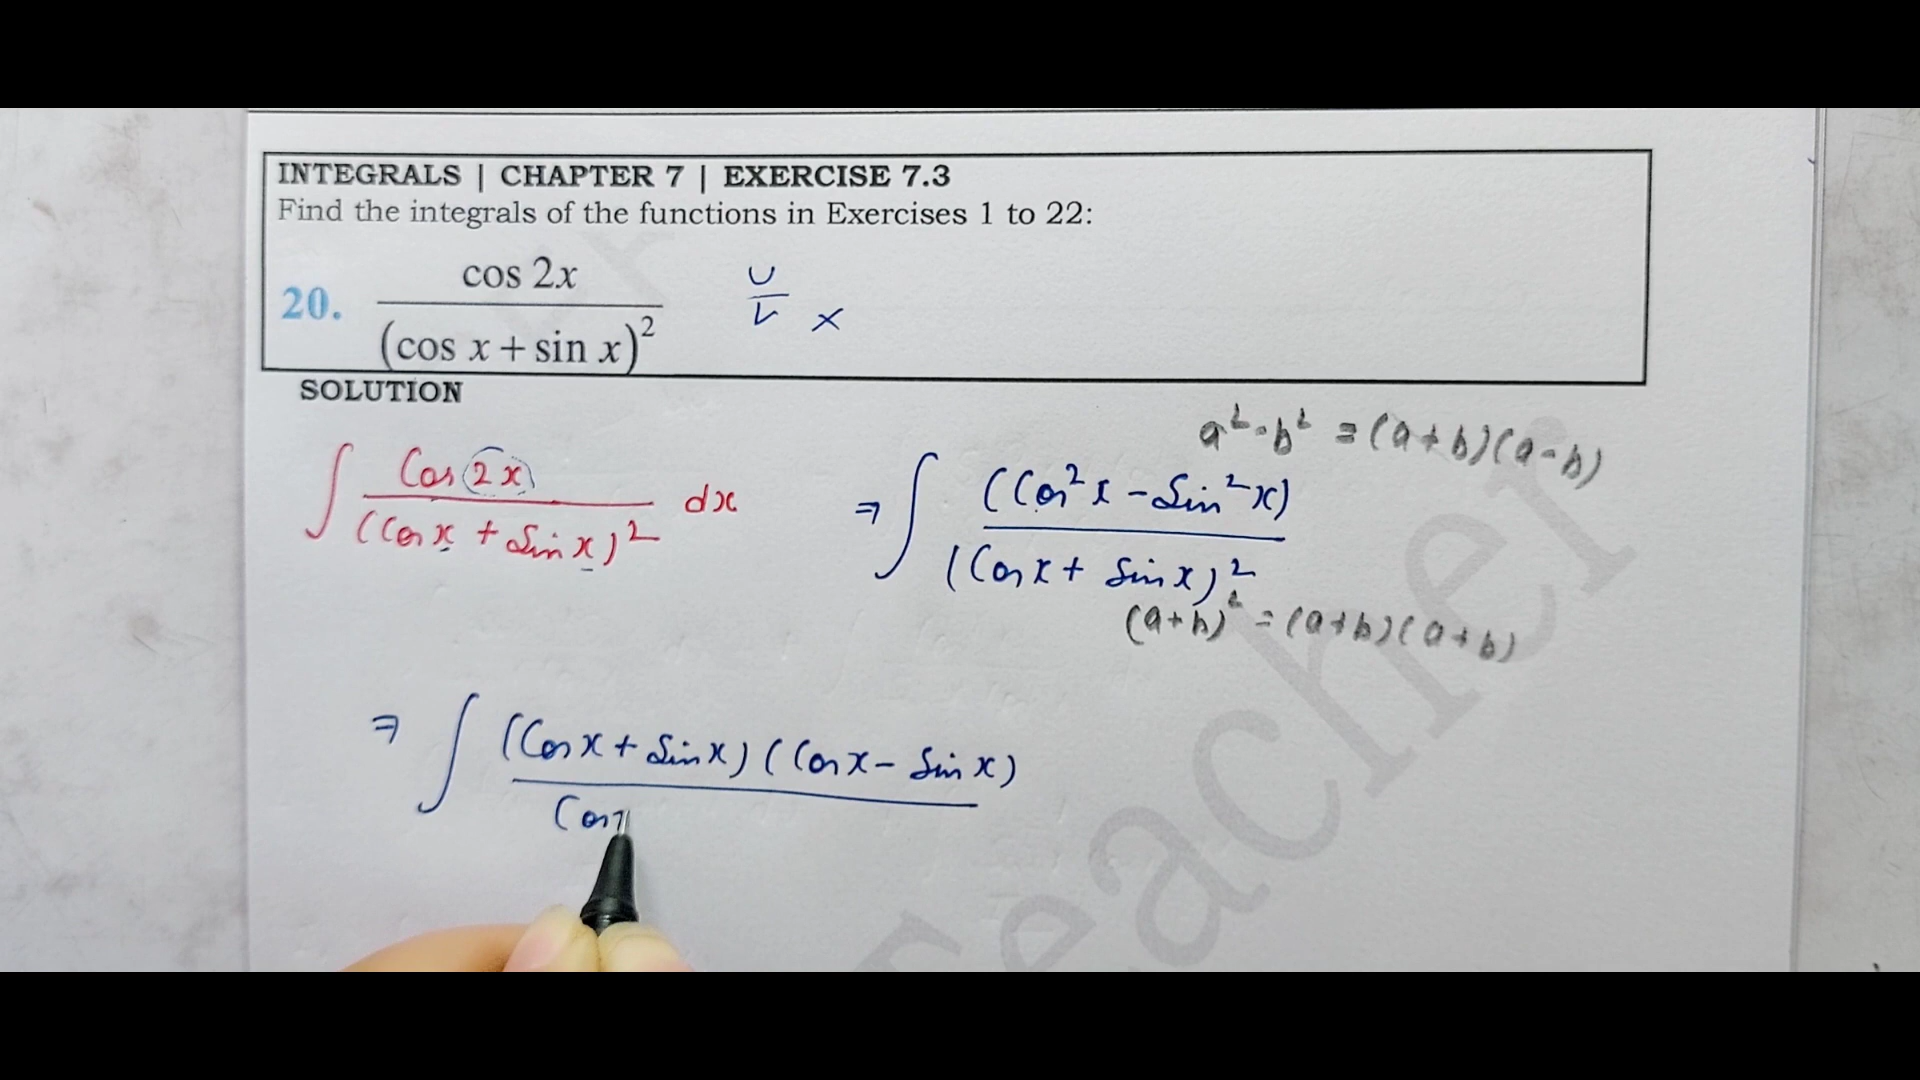 INTEGRALS | CHAPTER 7 | EXERCISE 7.3
Find the integrals of the functions in Exercises 1 to 22:
20. cos 2x / (cos x + sin x)² U/V ×
SOLUTION
a² - b² = (a+b)(a-b)
∫ Cos 2x / (Cos x + Sin x)² dx ⇒ ∫ (Cos²x - Sin²x) / (Cos x + Sin x)²
(a+b)² = (a+b)(a+b)
⇒ ∫ (Cos x + Sin x) (Cos x - Sin x) / (Cos x
Teacher